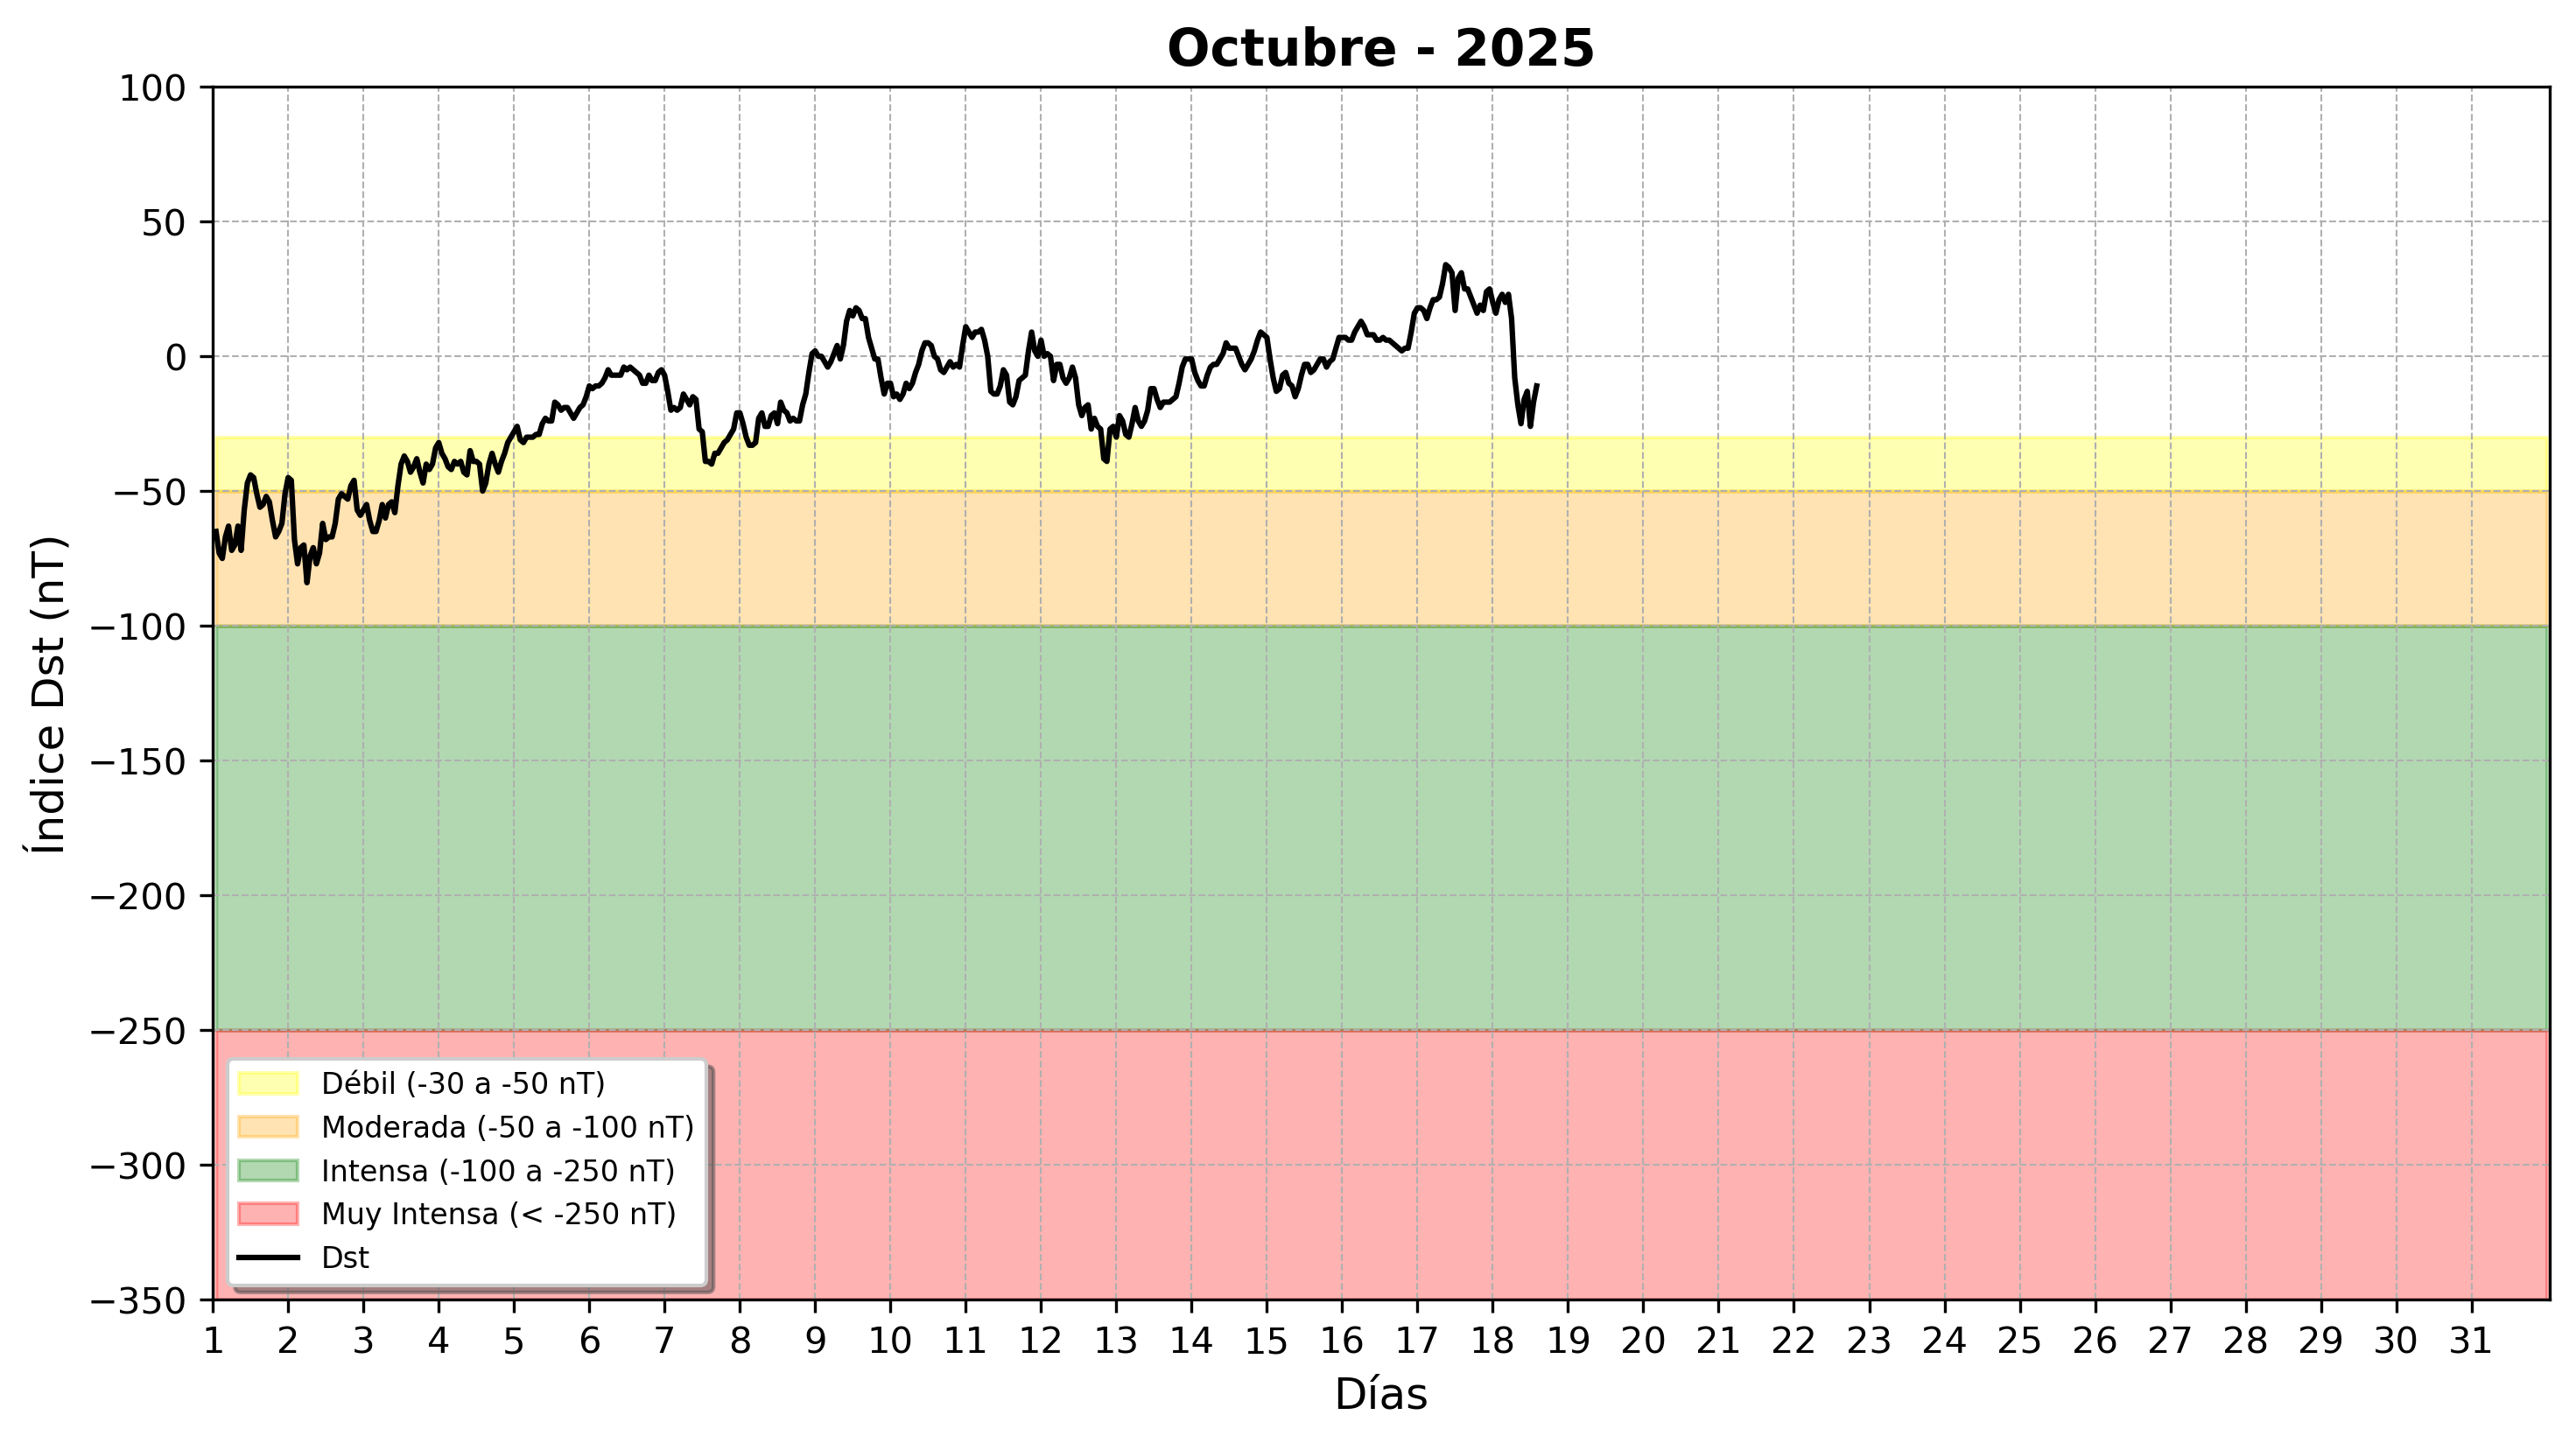 Octubre - 2025
Índice Dst (nT)
100
50
0
−50
−100
−150
−200
−250
−300
−350
Débil (-30 a -50 nT)
Moderada (-50 a -100 nT)
Intensa (-100 a -250 nT)
Muy Intensa (< -250 nT)
Dst
1 2 3 4 5 6 7 8 9 10 11 12 13 14 15 16 17 18 19 20 21 22 23 24 25 26 27 28 29 30 31
Días